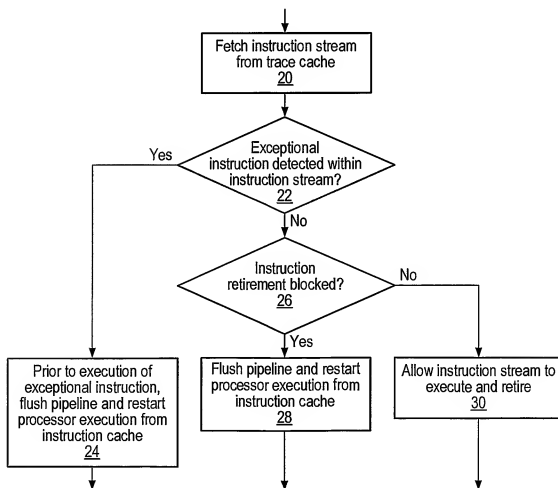 Fetch instruction stream
from trace cache
20
Yes
Exceptional
instruction detected within
instruction stream?
22
No
Instruction
retirement blocked?
26
No
Yes
Prior to execution of
exceptional instruction,
flush pipeline and restart
processor execution from
instruction cache
24
Flush pipeline and restart
processor execution from
instruction cache
28
Allow instruction stream to
execute and retire
30